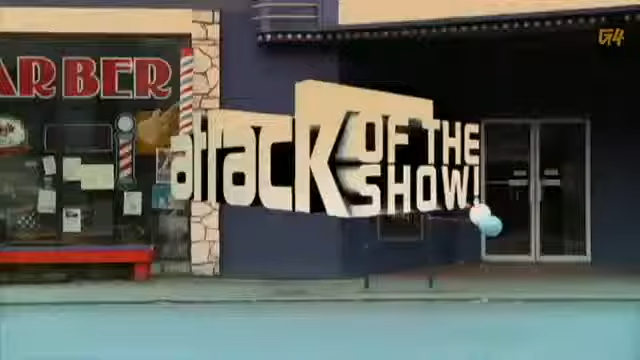 ARBER
G4
attack
OF THE
SHOW!